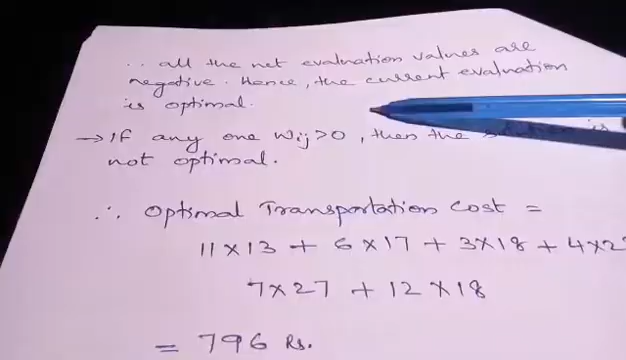 ∴ all the net evaluation values are
negative. Hence, the current evaluation
is optimal.
→ If any one Wij>0, then the is
not optimal.
∴ Optimal Transportation Cost =
11×13 + 6×17 + 3×18 + 4×2
7×27 + 12×18
= 796 Rs.